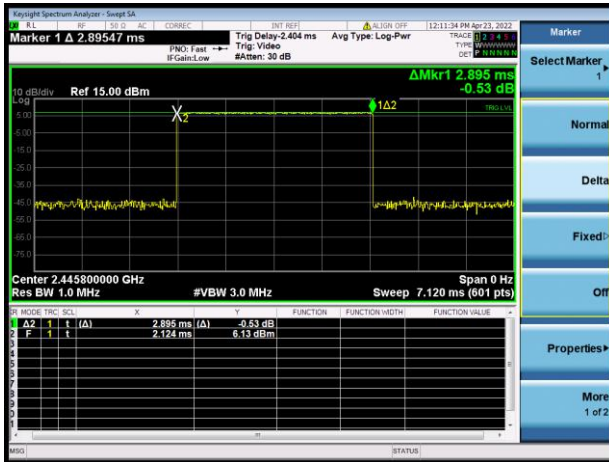 Keysight Spectrum Analyzer - Swept SA
RL RF 50 Ω AC CORREC INT REF ALIGN OFF 12:11:34 PM Apr 23, 2022
Marker 1 Δ 2.89547 ms
PNO: Fast
IFGain:Low
Trig Delay-2.404 ms
Trig: Video
#Atten: 30 dB
Avg Type: Log-Pwr
TRACE 1 2 3 4 5 6
TYPE WWWWWW
DET P N N N N N
ΔMkr1 2.895 ms
-0.53 dB
10 dB/div Ref 15.00 dBm
Log
1Δ2
TRIG LVL
X2
5.00
-5.00
-15.0
-25.0
-35.0
-45.0
-55.0
-65.0
-75.0
Center 2.445800000 GHz Span 0 Hz
Res BW 1.0 MHz #VBW 3.0 MHz Sweep 7.120 ms (601 pts)
MODE TRC SCL X Y FUNCTION FUNCTION WIDTH FUNCTION VALUE
1 Δ2 1 t (Δ) 2.895 ms (Δ) -0.53 dB
2 F 1 t 2.124 ms 6.13 dBm
3
4
5
6
7
8
9
MSG STATUS
Marker
Select Marker
1
Normal
Delta
Fixed
Off
Properties
More
1 of 2